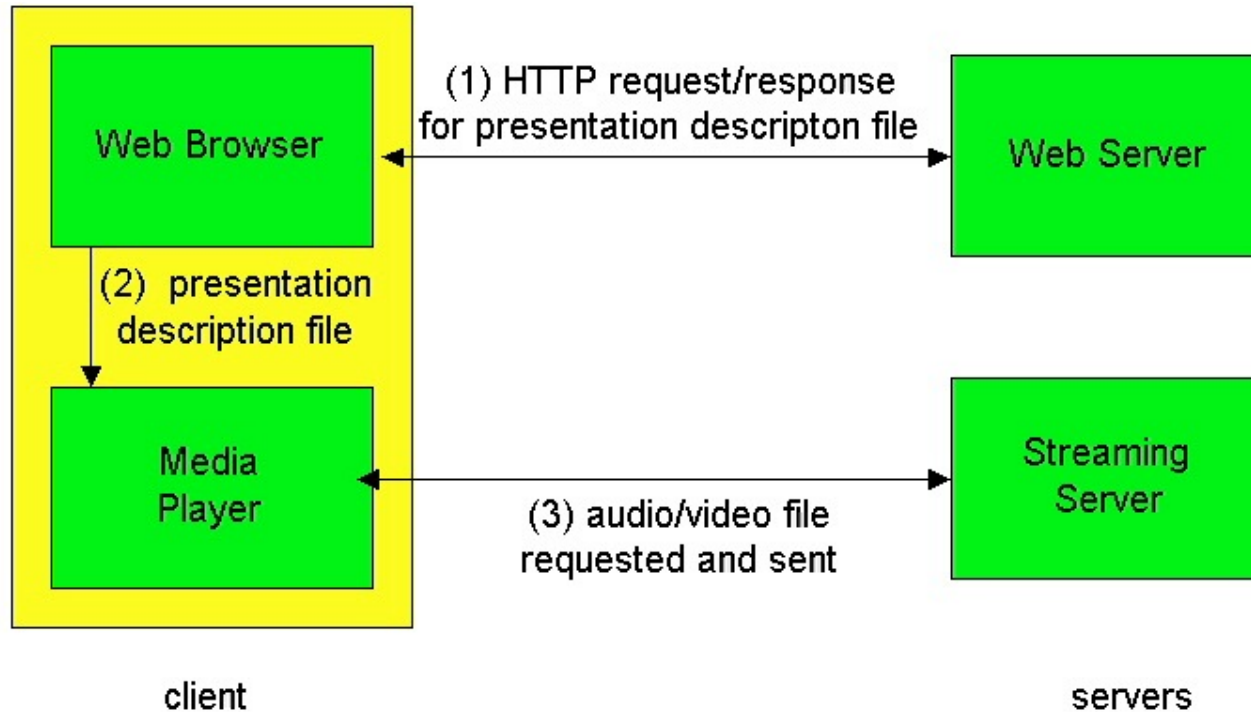 (1) HTTP request/response
for presentation descripton file
Web Browser
Web Server
(2) presentation
description file
Media
Player
Streaming
Server
(3) audio/video file
requested and sent
client
servers